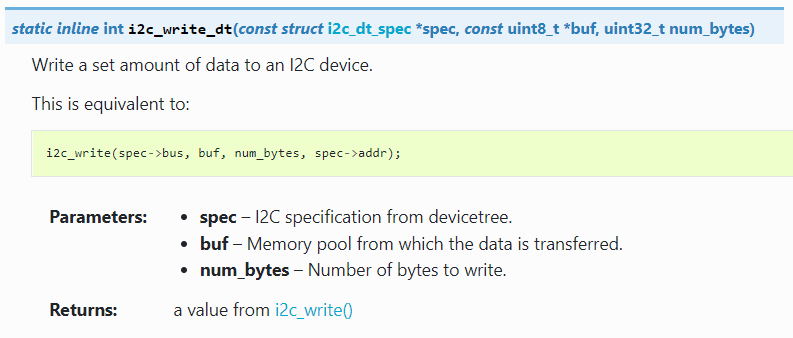 static inline int i2c_write_dt(const struct i2c_dt_spec *spec, const uint8_t *buf, uint32_t num_bytes)
Write a set amount of data to an I2C device.
This is equivalent to:
i2c_write(spec->bus, buf, num_bytes, spec->addr);
Parameters:
• spec – I2C specification from devicetree.
• buf – Memory pool from which the data is transferred.
• num_bytes – Number of bytes to write.
Returns: a value from i2c_write()